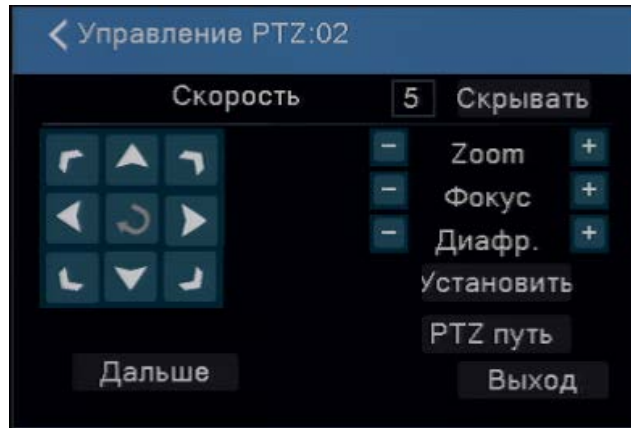 Управление PTZ:02
Скорость 5 Скрывать
- Zoom +
- Фокус +
- Диафр. +
Установить
PTZ путь
Дальше Выход